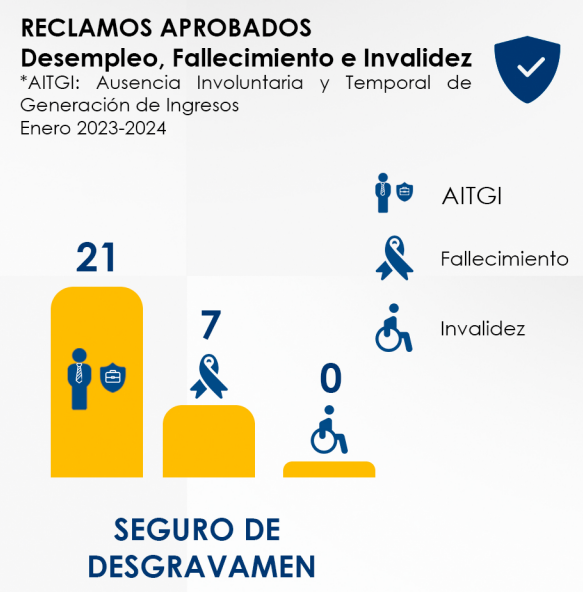 RECLAMOS APROBADOS
Desempleo, Fallecimiento e Invalidez
*AITGI: Ausencia Involuntaria y Temporal de
Generación de Ingresos
Enero 2023-2024
AITGI
Fallecimiento
Invalidez
21
7
0
SEGURO DE
DESGRAVAMEN